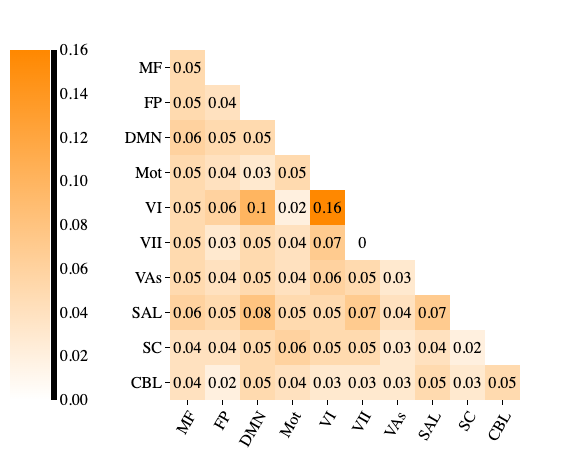 0.16
0.14
0.12
0.10
0.08
0.06
0.04
0.02
0.00
MF 0.05
FP 0.05 0.04
DMN 0.06 0.05 0.05
Mot 0.05 0.04 0.03 0.05
VI 0.05 0.06 0.1 0.02 0.16
VII 0.05 0.03 0.05 0.04 0.07 0
VAs 0.05 0.04 0.05 0.04 0.06 0.05 0.03
SAL 0.06 0.05 0.08 0.05 0.05 0.07 0.04 0.07
SC 0.04 0.04 0.05 0.06 0.05 0.05 0.03 0.04 0.02
CBL 0.04 0.02 0.05 0.04 0.03 0.03 0.03 0.05 0.03 0.05
MF FP DMN Mot VI VII VAs SAL SC CBL